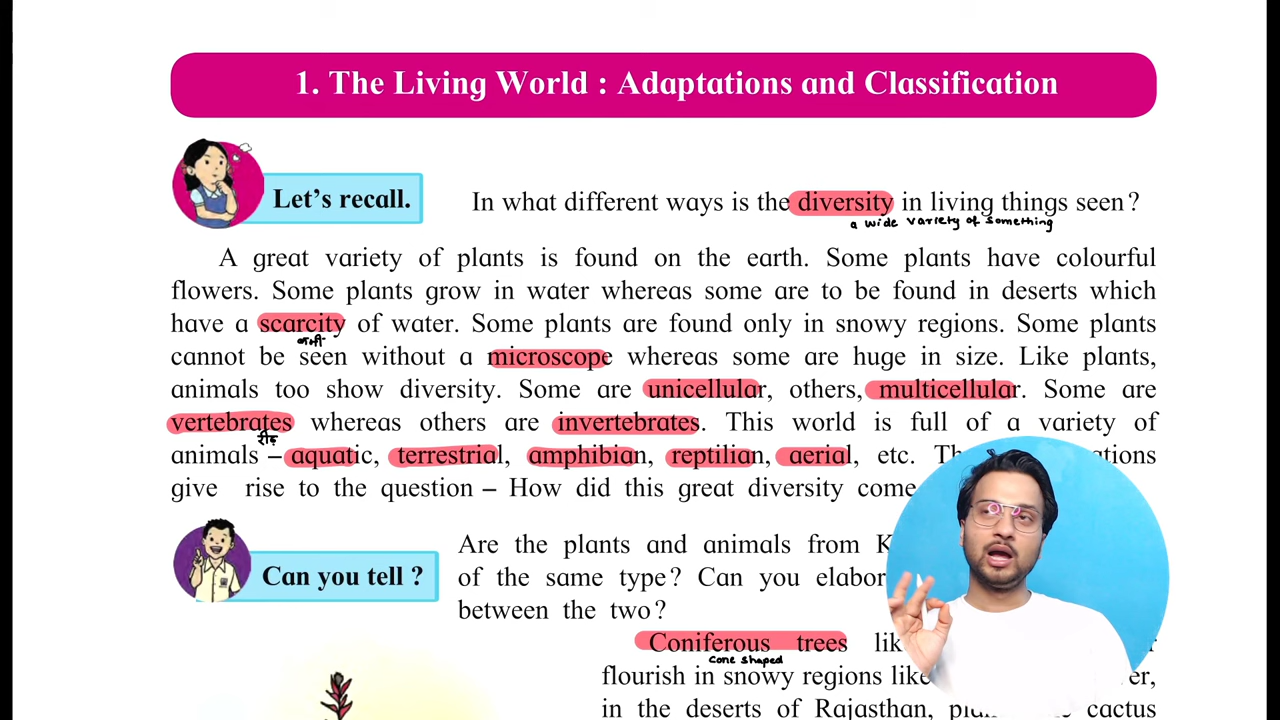 1. The Living World : Adaptations and Classification
Let's recall.
In what different ways is the diversity in living things seen?
a wide variety of something
A great variety of plants is found on the earth. Some plants have colourful
flowers. Some plants grow in water whereas some are to be found in deserts which
have a scarcity of water. Some plants are found only in snowy regions. Some plants
कमी
cannot be seen without a microscope whereas some are huge in size. Like plants,
animals too show diversity. Some are unicellular, others, multicellular. Some are
vertebrates whereas others are invertebrates. This world is full of a variety of
रीढ़
animals – aquatic, terrestrial, amphibian, reptilian, aerial, etc.
give rise to the question – How did this great diversity come
Can you tell ?
Are the plants and animals from
of the same type? Can you
between the two?
Coniferous trees
cone shaped
flourish in snowy regions like
in the deserts of Rajasthan, cactus